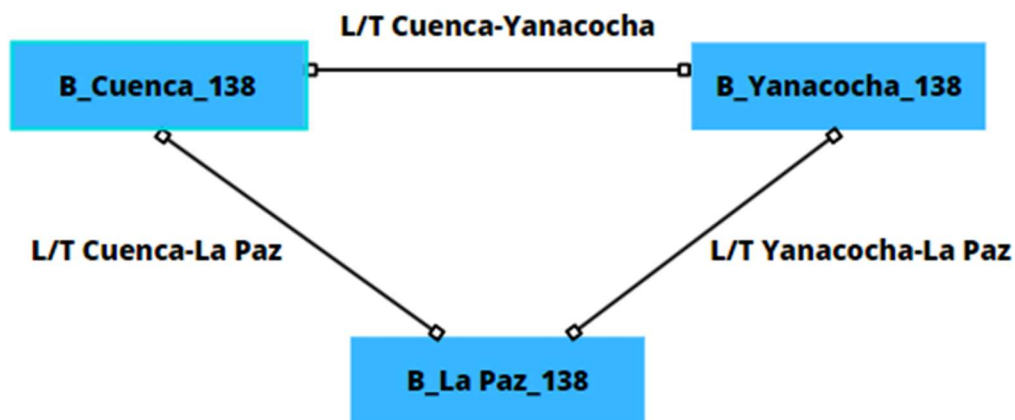 L/T Cuenca-Yanacocha
B_Cuenca_138
B_Yanacocha_138
L/T Cuenca-La Paz
L/T Yanacocha-La Paz
B_La Paz_138